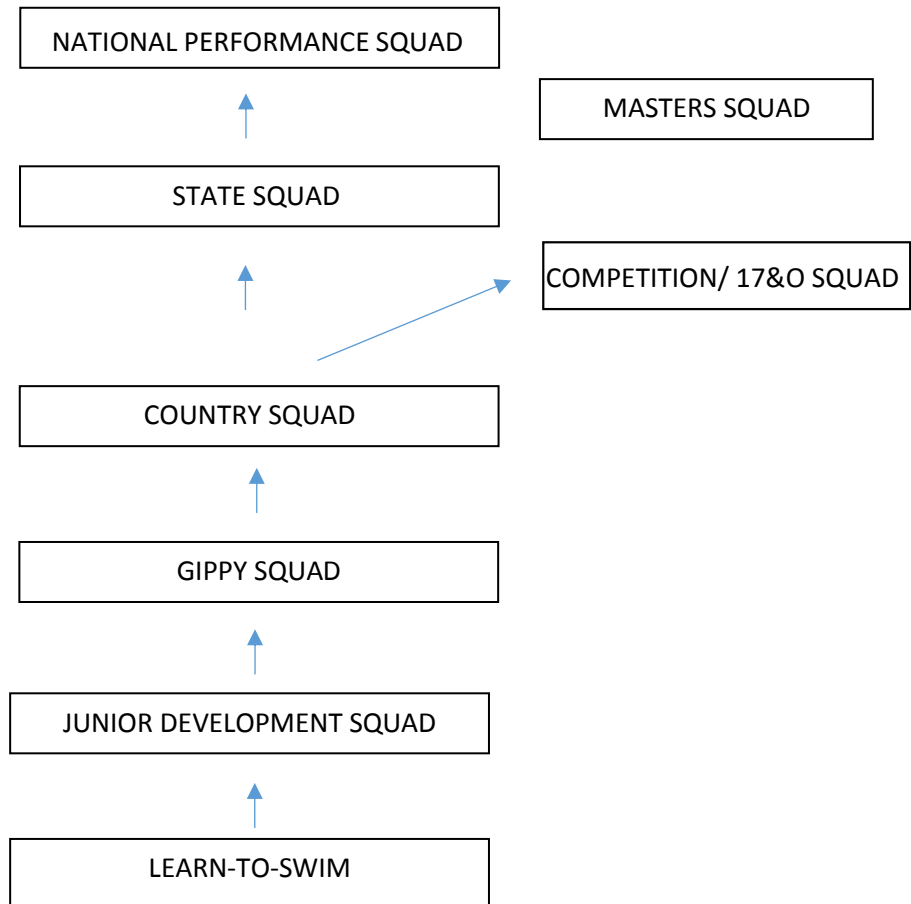 NATIONAL PERFORMANCE SQUAD
MASTERS SQUAD
STATE SQUAD
COMPETITION/ 17&O SQUAD
COUNTRY SQUAD
GIPPY SQUAD
JUNIOR DEVELOPMENT SQUAD
LEARN-TO-SWIM